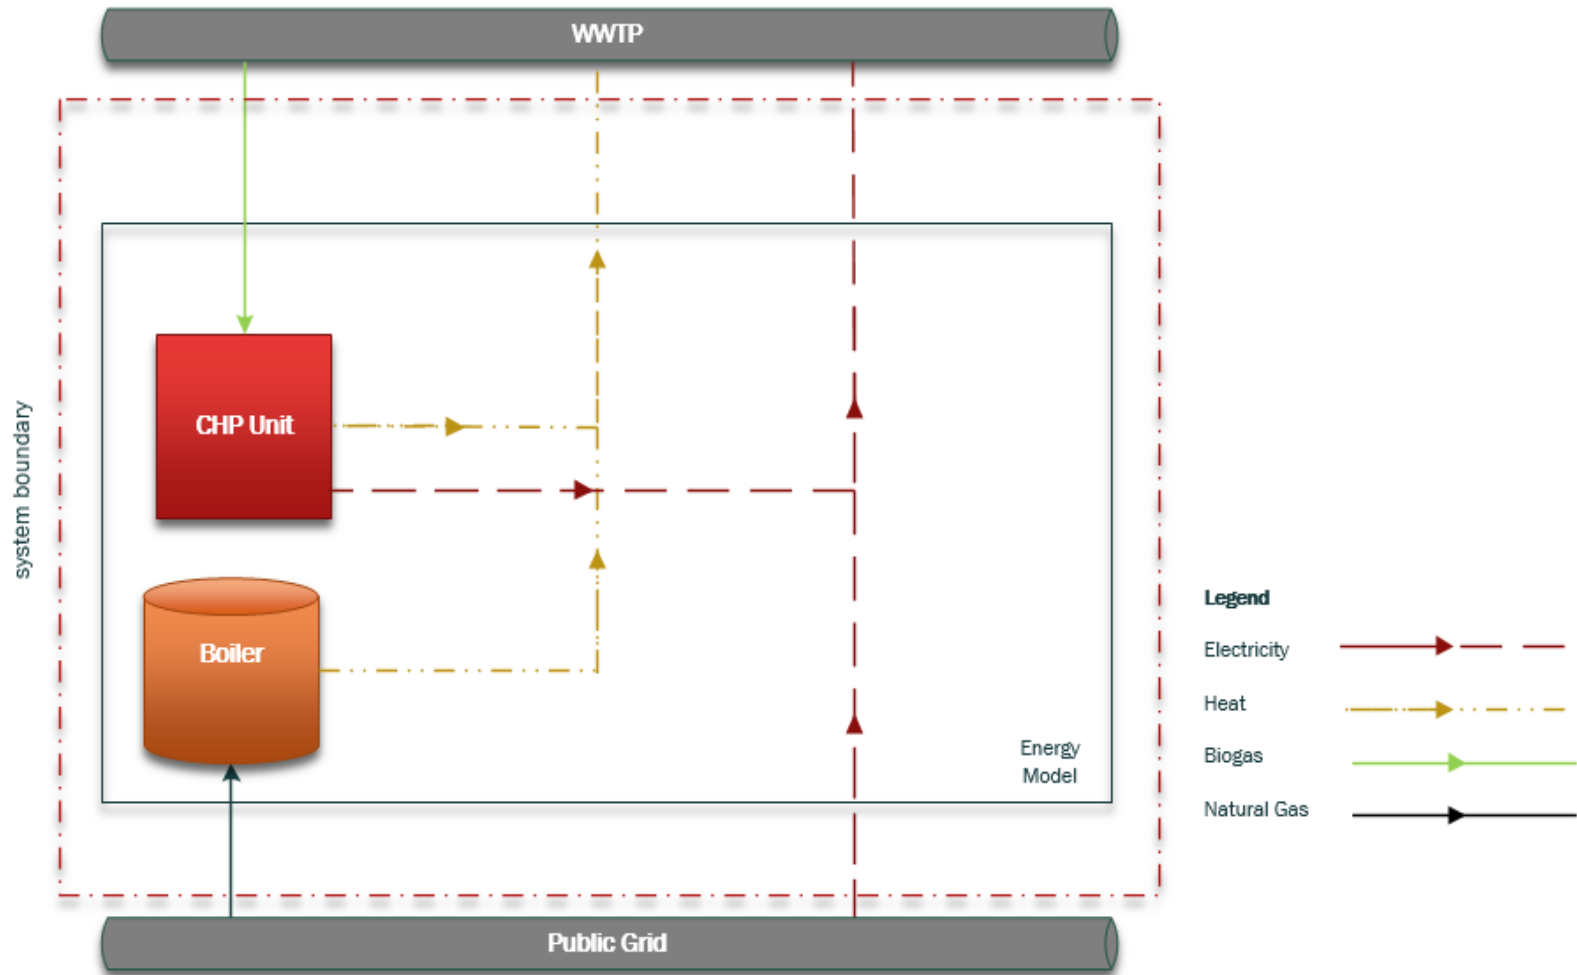 WWTP
system boundary
CHP Unit
Boiler
Energy
Model
Public Grid
Legend
Electricity
Heat
Biogas
Natural Gas